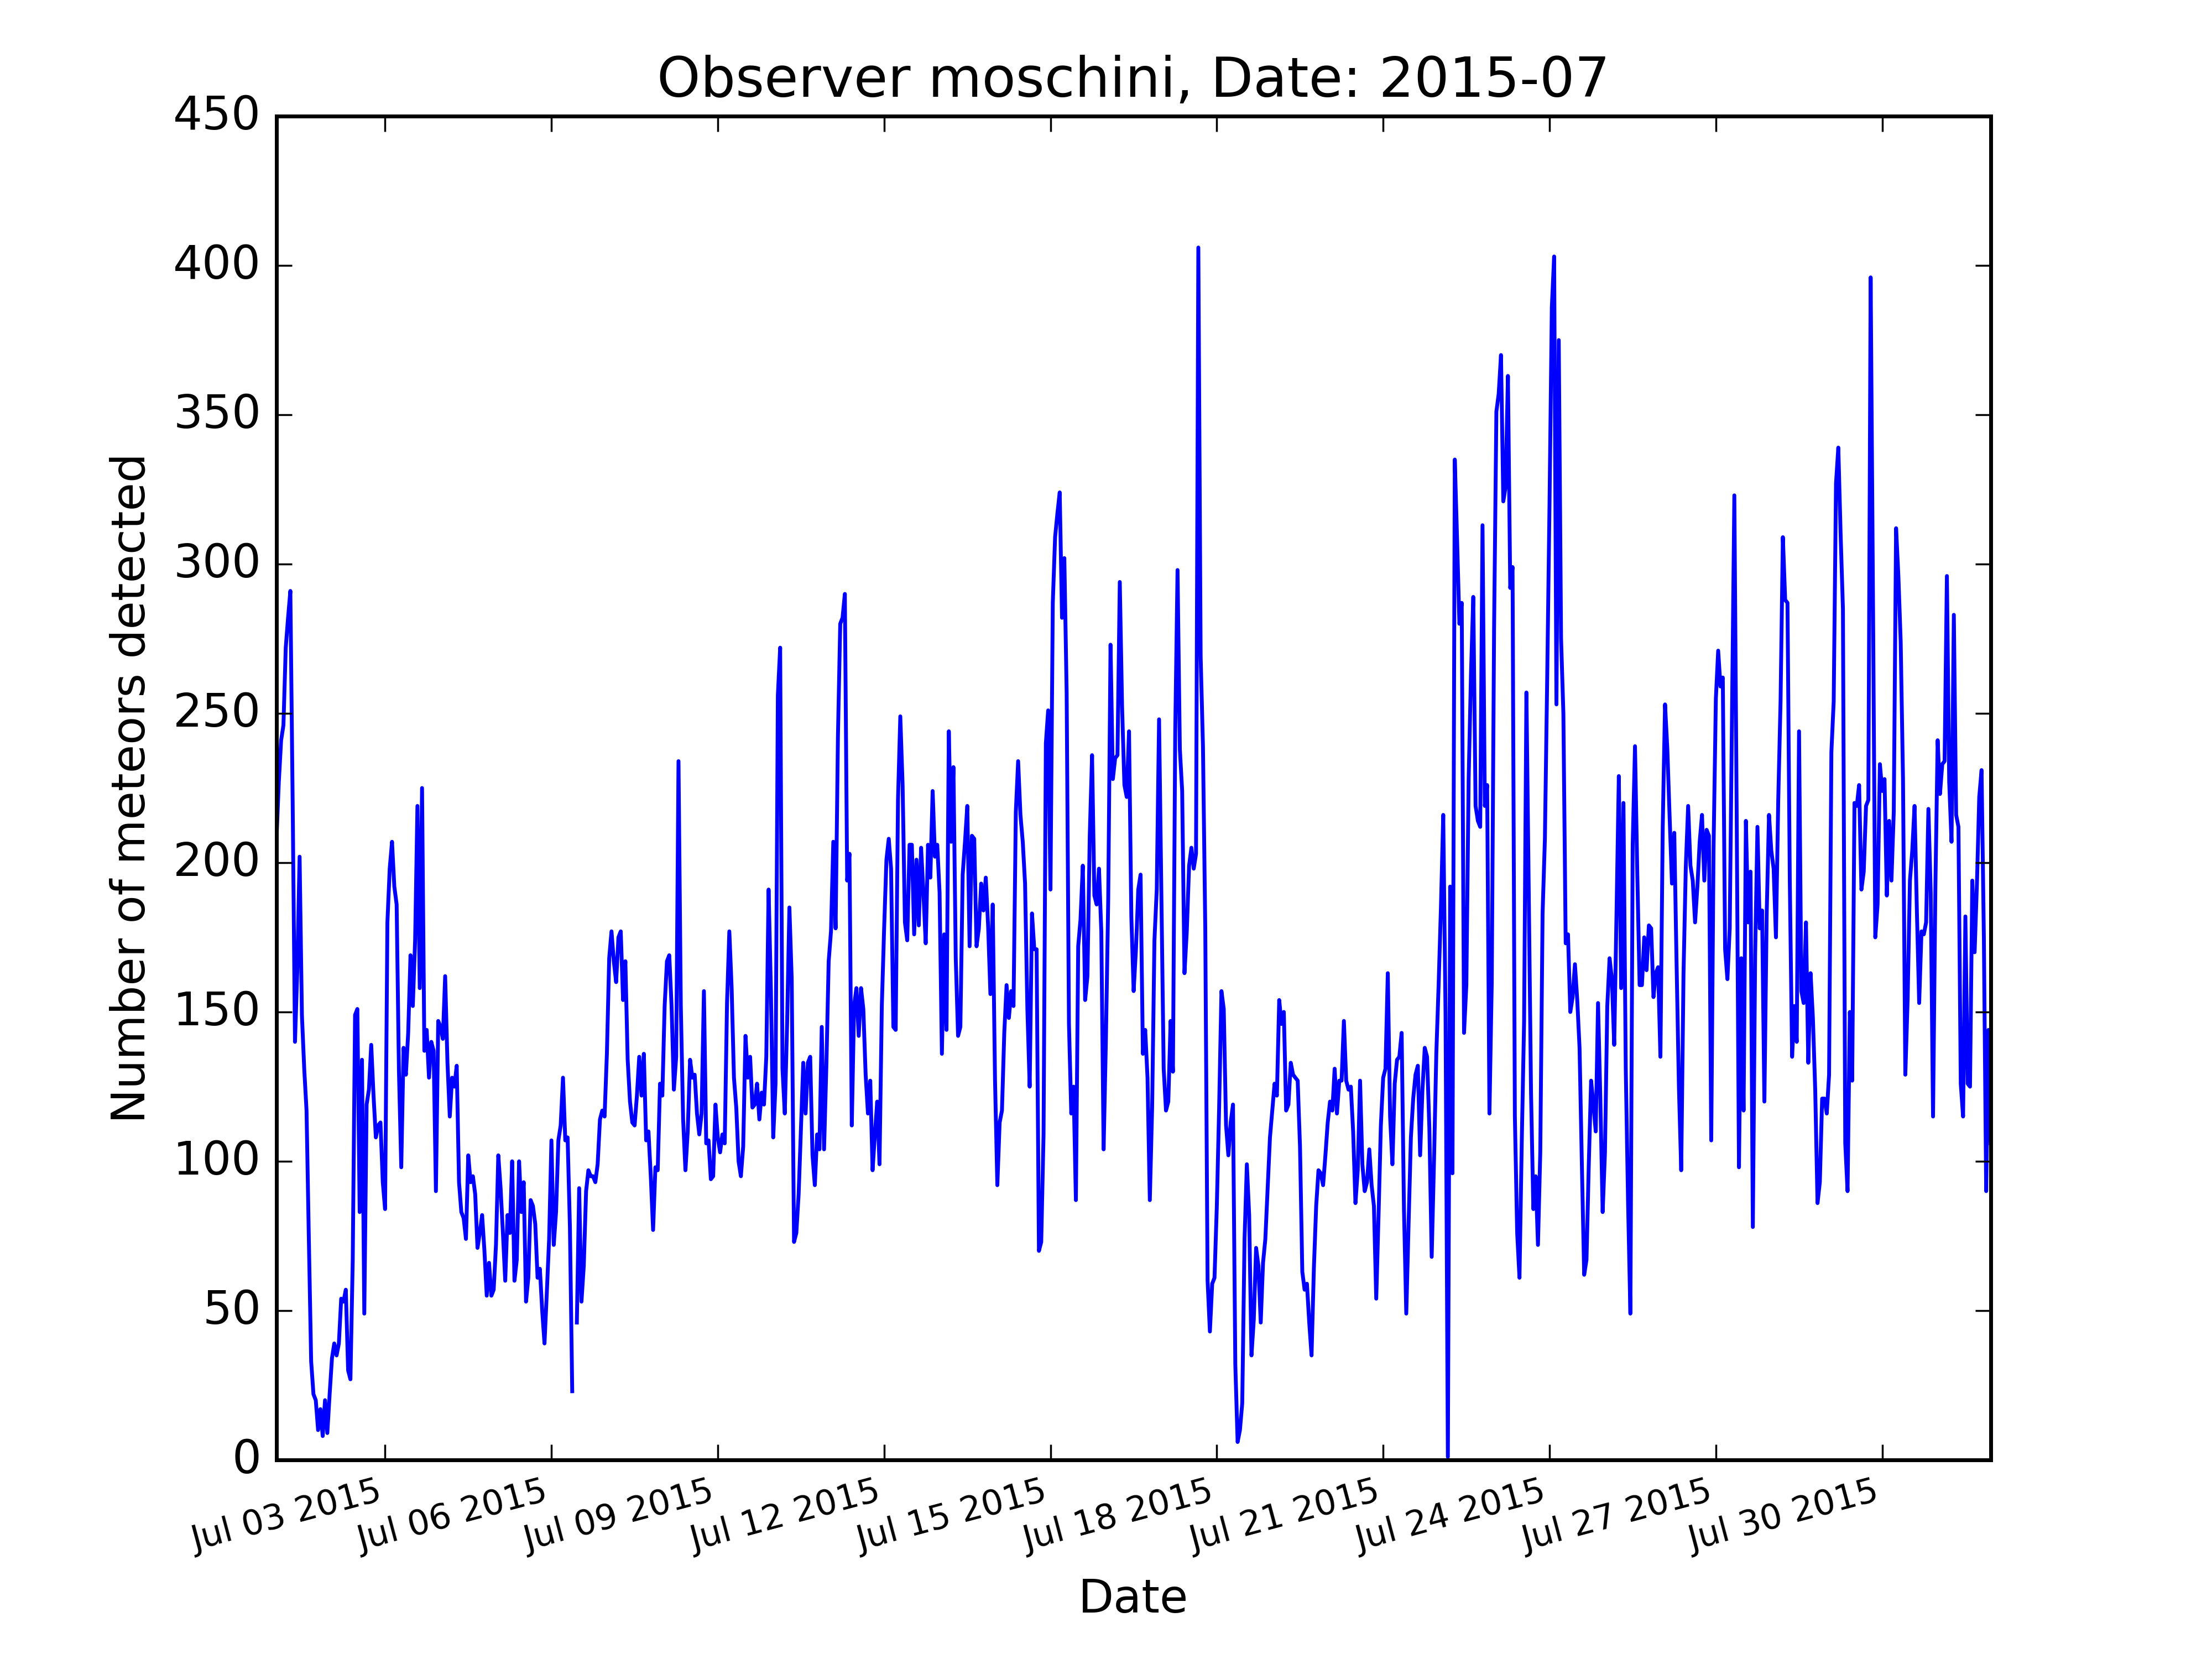 Observer moschini, Date: 2015-07
450
400
350
300
250
200
150
100
50
0
Number of meteors detected
Jul 03 2015
Jul 06 2015
Jul 09 2015
Jul 12 2015
Jul 15 2015
Jul 18 2015
Jul 21 2015
Jul 24 2015
Jul 27 2015
Jul 30 2015
Date